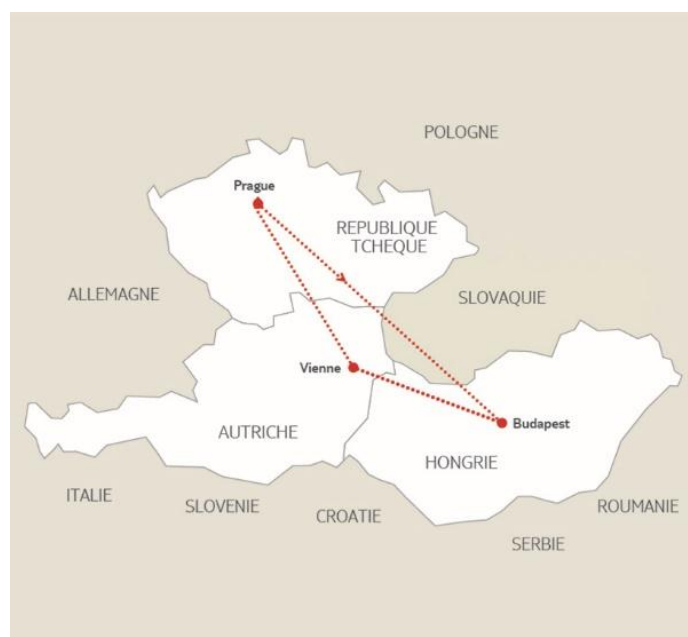 POLOGNE
Prague
REPUBLIQUE
TCHEQUE
ALLEMAGNE
SLOVAQUIE
Vienne
AUTRICHE
Budapest
HONGRIE
ITALIE
SLOVENIE
CROATIE
ROUMANIE
SERBIE